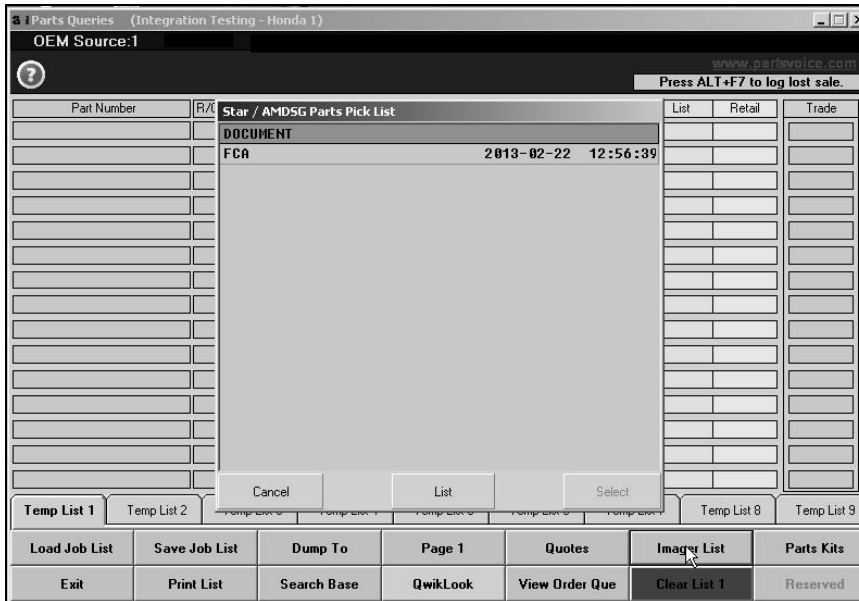 Parts Queries (Integration Testing - Honda 1)
OEM Source:1
www.partsvoice.com
Press ALT+F7 to log lost sale.
Part Number
List Retail Trade
Star / AMDSG Parts Pick List
DOCUMENT
FCA 2013-02-22 12:56:39
Cancel List Select
Temp List 1 Temp List 2 Temp List 8 Temp List 9
Load Job List Save Job List Dump To Page 1 Quotes Imager List Parts Kits
Exit Print List Search Base QwikLook View Order Que Clear List 1 Reserved